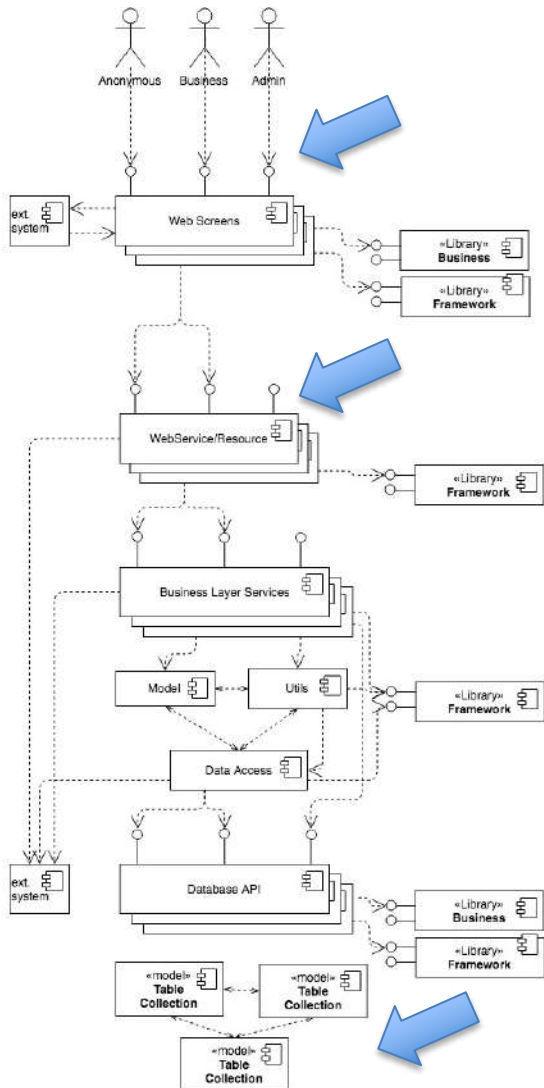 Anonymous
Business
Admin
ext.
system
Web Screens
«Library»
Business
«Library»
Framework
WebService/Resource
«Library»
Framework
Business Layer Services
Model
Utils
«Library»
Framework
Data Access
ext.
system
Database API
«Library»
Business
«Library»
Framework
«model»
Table
Collection
«model»
Table
Collection
«model»
Table
Collection